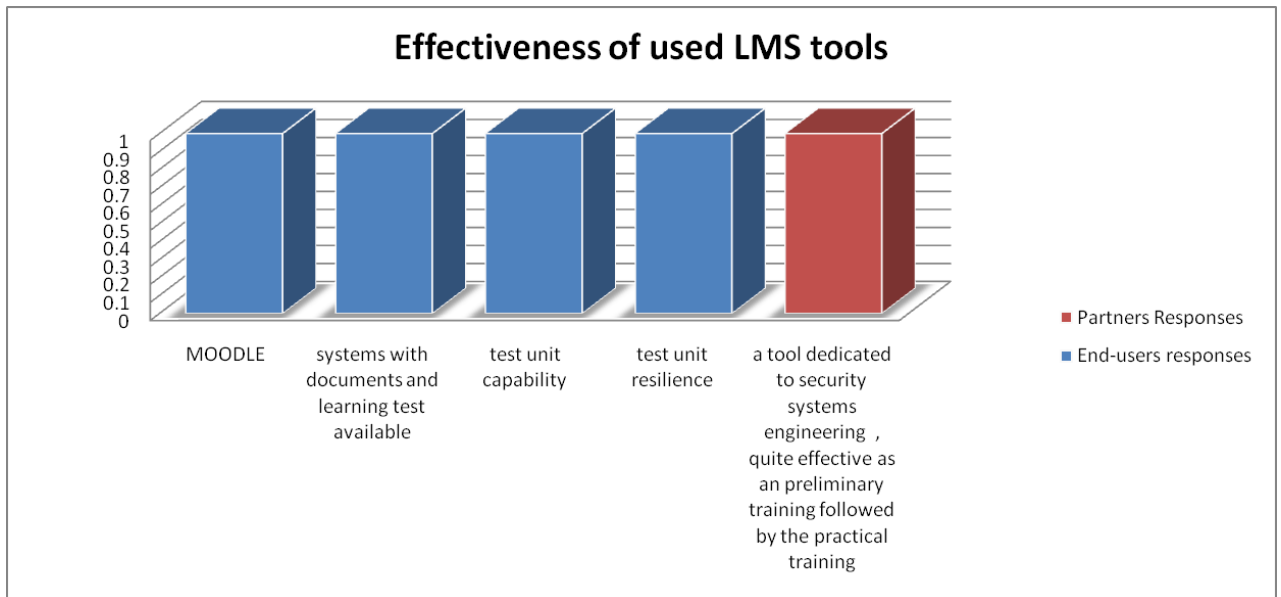 Effectiveness of used LMS tools
1
0.9
0.8
0.7
0.6
0.5
0.4
0.3
0.2
0.1
0
MOODLE
systems with
documents and
learning test
available
test unit
capability
test unit
resilience
a tool dedicated
to security
systems
engineering ,
quite effective as
an preliminary
training followed
by the practical
training
Partners Responses
End-users responses